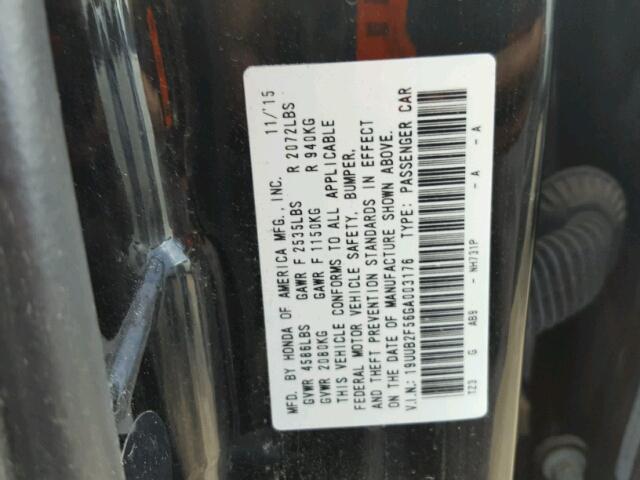 MFD. BY HONDA OF AMERICA MFG., INC. 11/'15
GVWR 4586LBS GAWR F 2535LBS R 2072LBS
GVWR 2080KG GAWR F 1150KG R 940KG
THIS VEHICLE CONFORMS TO ALL APPLICABLE
FEDERAL MOTOR VEHICLE SAFETY, BUMPER,
AND THEFT PREVENTION STANDARDS IN EFFECT
ON THE DATE OF MANUFACTURE SHOWN ABOVE.
V.I.N.: 19UUB2F56GA003176 TYPE: PASSENGER CAR
TZ3 G AB9 - NH731P - A - A